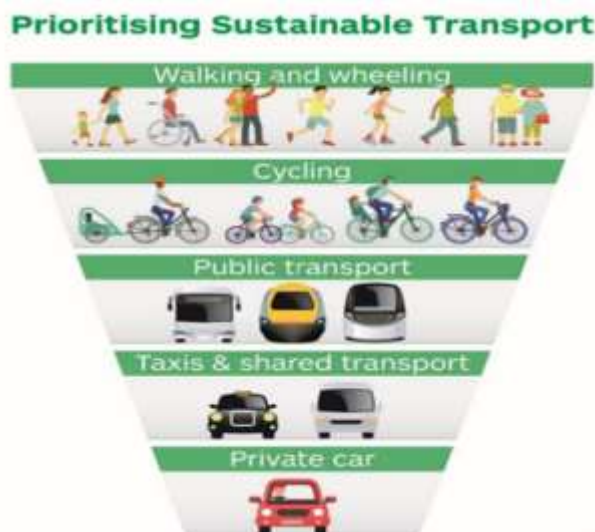 Prioritising Sustainable Transport
Walking and wheeling
Cycling
Public transport
Taxis & shared transport
Private car